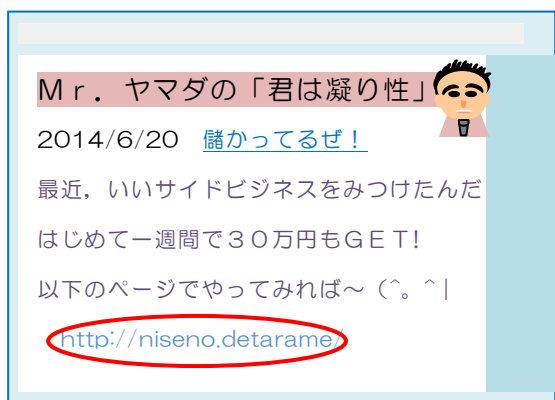 Ｍｒ．ヤマダの「君は凝り性」
2014/6/20　儲かってるぜ！
最近，いいサイドビジネスをみつけたんだ
はじめて一週間で３０万円もＧＥＴ!
以下のページでやってみれば～（^。^|
http://niseno.detarame/